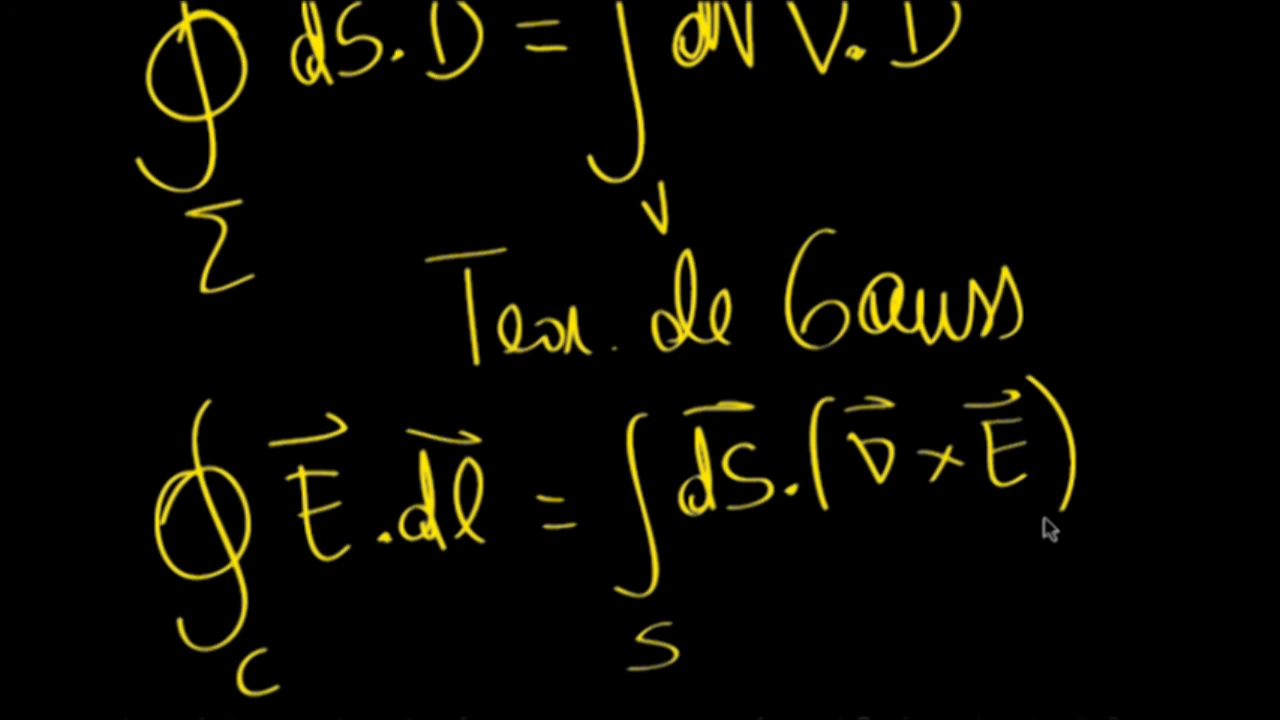 ∮ dS . D = ∫ dV ∇ . D
Σ V
Teor. de Gauss
∮ E⃗ . dl⃗ = ∫ dS⃗ . (∇⃗ × E⃗)
C S